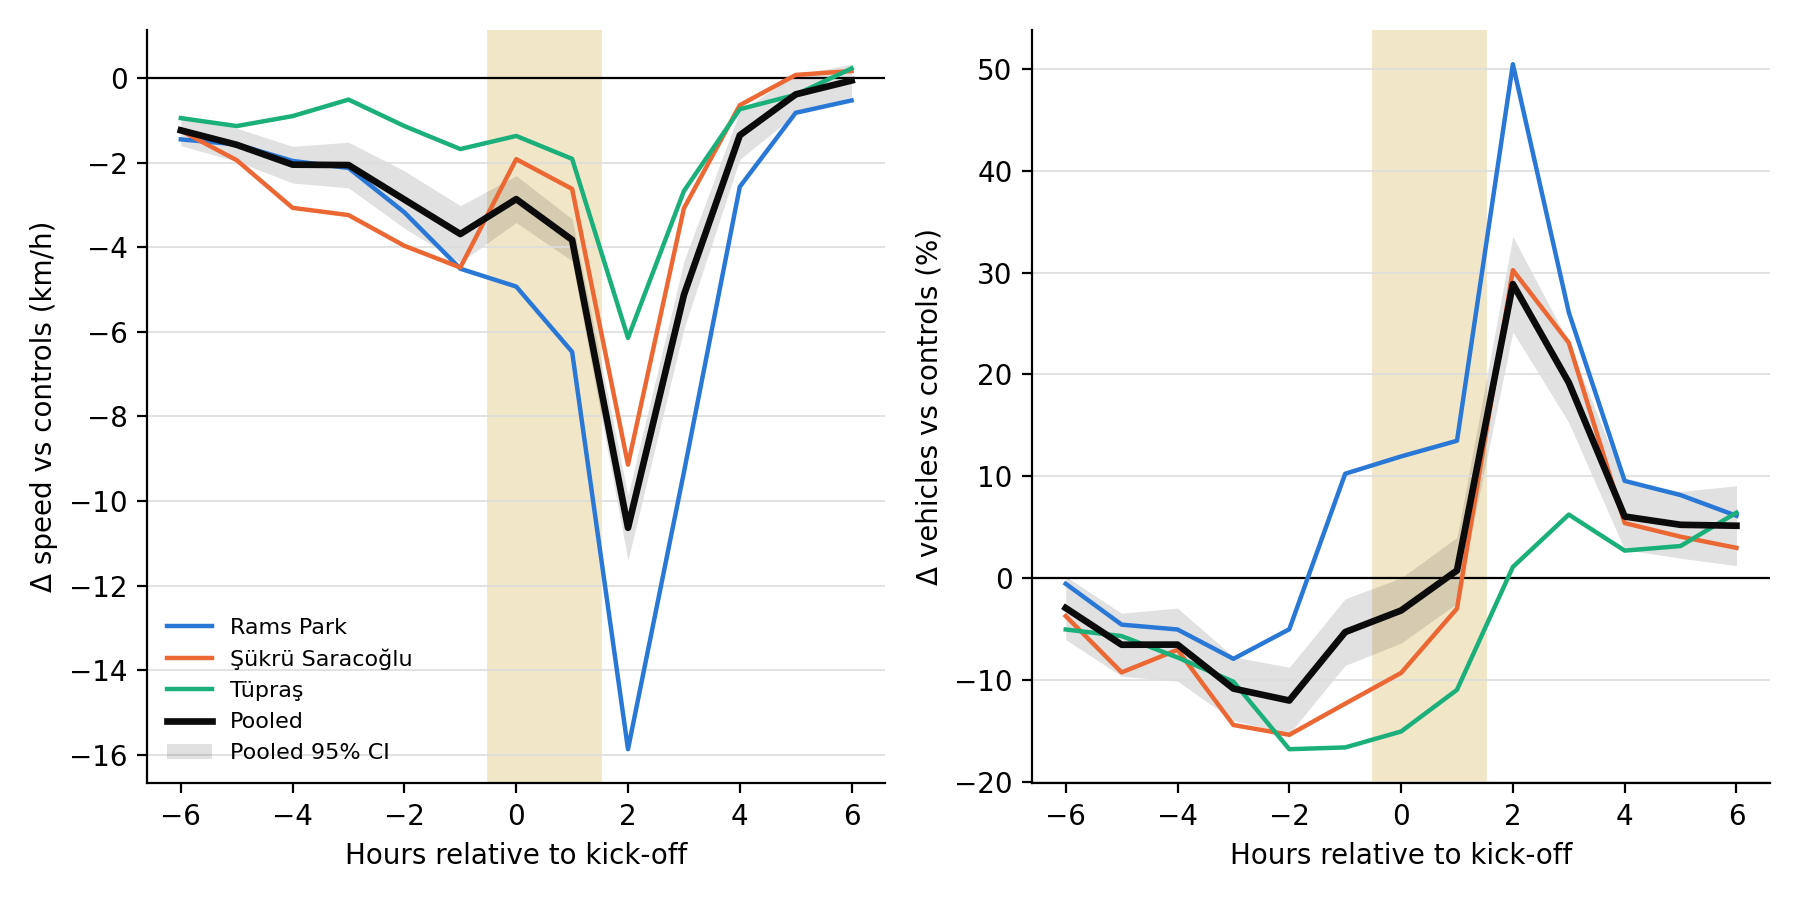 Δ speed vs controls (km/h)
0
−2
−4
−6
−8
−10
−12
−14
−16
Rams Park
Şükrü Saracoğlu
Tüpraş
Pooled
Pooled 95% CI
−6 −4 −2 0 2 4 6
Hours relative to kick-off
Δ vehicles vs controls (%)
50
40
30
20
10
0
−10
−20
−6 −4 −2 0 2 4 6
Hours relative to kick-off